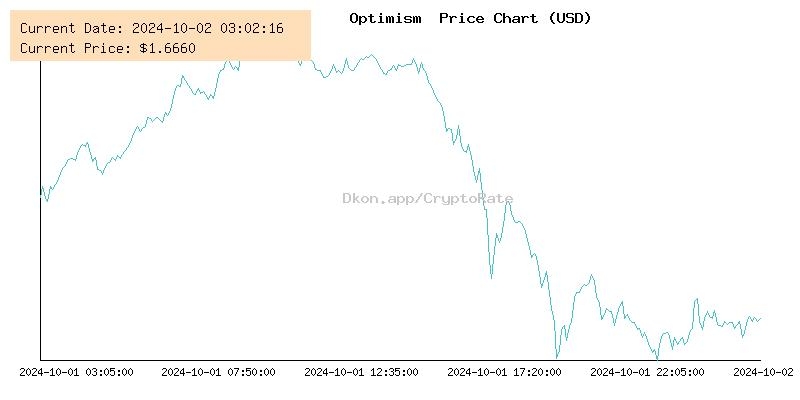 Optimism  Price Chart (USD)
Current Date: 2024-10-02 03:02:16
Current Price: $1.6660
Dkon.app/CryptoRate
2024-10-01 03:05:00 2024-10-01 07:50:00 2024-10-01 12:35:00 2024-10-01 17:20:00 2024-10-01 22:05:00 2024-10-02